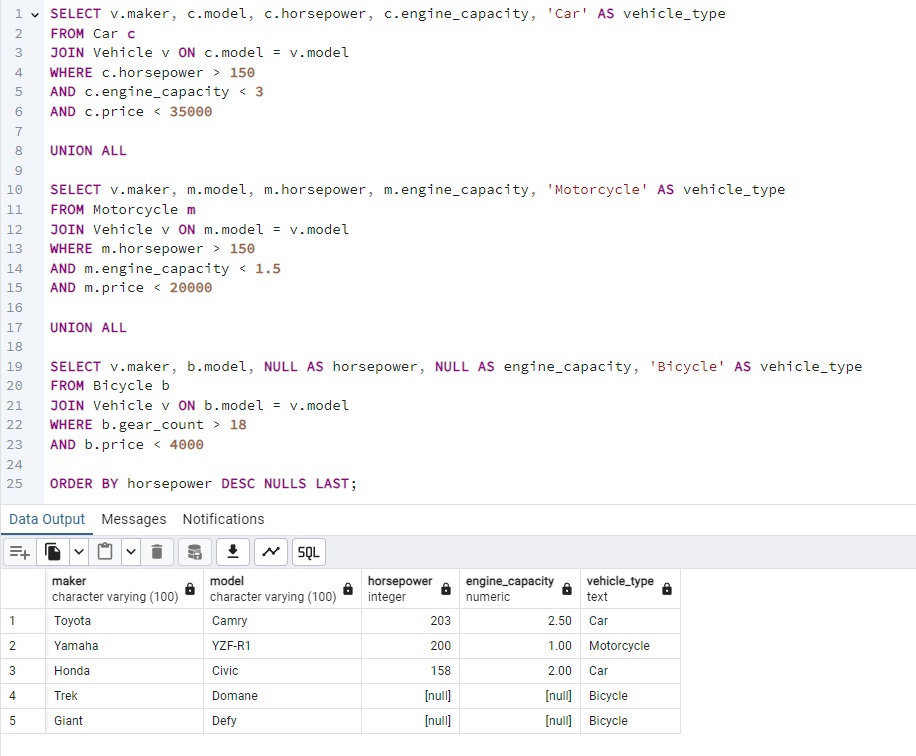 1 SELECT v.maker, c.model, c.horsepower, c.engine_capacity, 'Car' AS vehicle_type
2 FROM Car c
3 JOIN Vehicle v ON c.model = v.model
4 WHERE c.horsepower > 150
5 AND c.engine_capacity < 3
6 AND c.price < 35000
7
8 UNION ALL
9
10 SELECT v.maker, m.model, m.horsepower, m.engine_capacity, 'Motorcycle' AS vehicle_type
11 FROM Motorcycle m
12 JOIN Vehicle v ON m.model = v.model
13 WHERE m.horsepower > 150
14 AND m.engine_capacity < 1.5
15 AND m.price < 20000
16
17 UNION ALL
18
19 SELECT v.maker, b.model, NULL AS horsepower, NULL AS engine_capacity, 'Bicycle' AS vehicle_type
20 FROM Bicycle b
21 JOIN Vehicle v ON b.model = v.model
22 WHERE b.gear_count > 18
23 AND b.price < 4000
24
25 ORDER BY horsepower DESC NULLS LAST;
Data Output Messages Notifications
SQL
maker model horsepower engine_capacity vehicle_type
character varying (100) character varying (100) integer numeric text
1 Toyota Camry 203 2.50 Car
2 Yamaha YZF-R1 200 1.00 Motorcycle
3 Honda Civic 158 2.00 Car
4 Trek Domane [null] [null] Bicycle
5 Giant Defy [null] [null] Bicycle